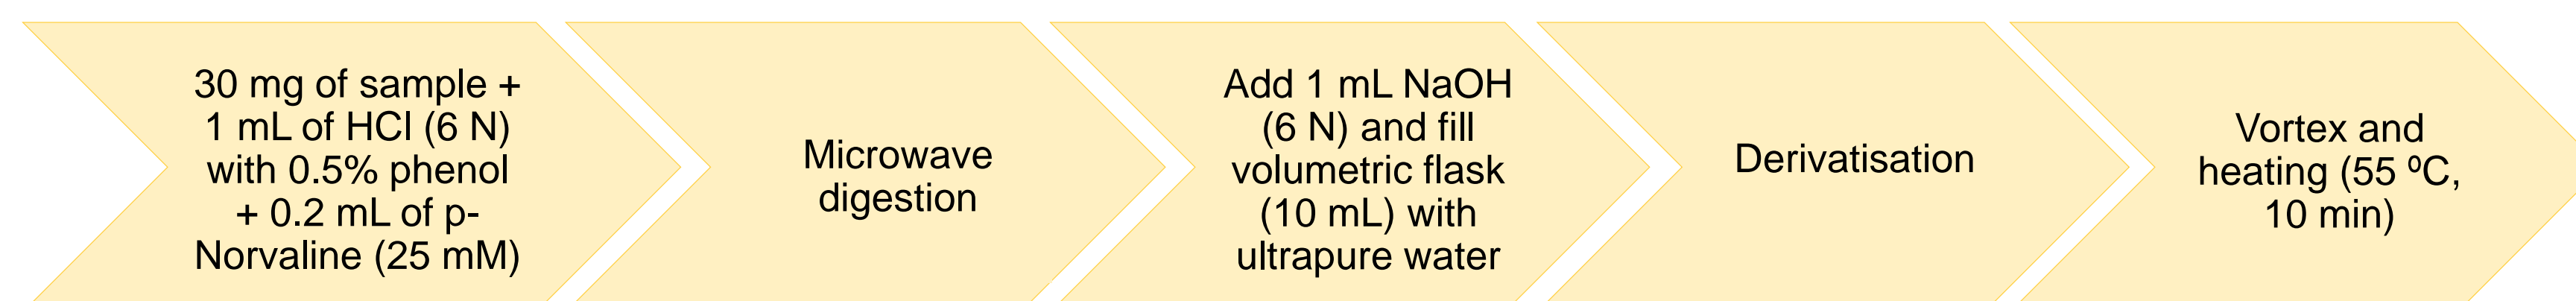 30 mg of sample +
1 mL of HCl (6 N)
with 0.5% phenol
+ 0.2 mL of p-
Norvaline (25 mM)
Microwave
digestion
Add 1 mL NaOH
(6 N) and fill
volumetric flask
(10 mL) with
ultrapure water
Derivatisation
Vortex and
heating (55 ºC,
10 min)